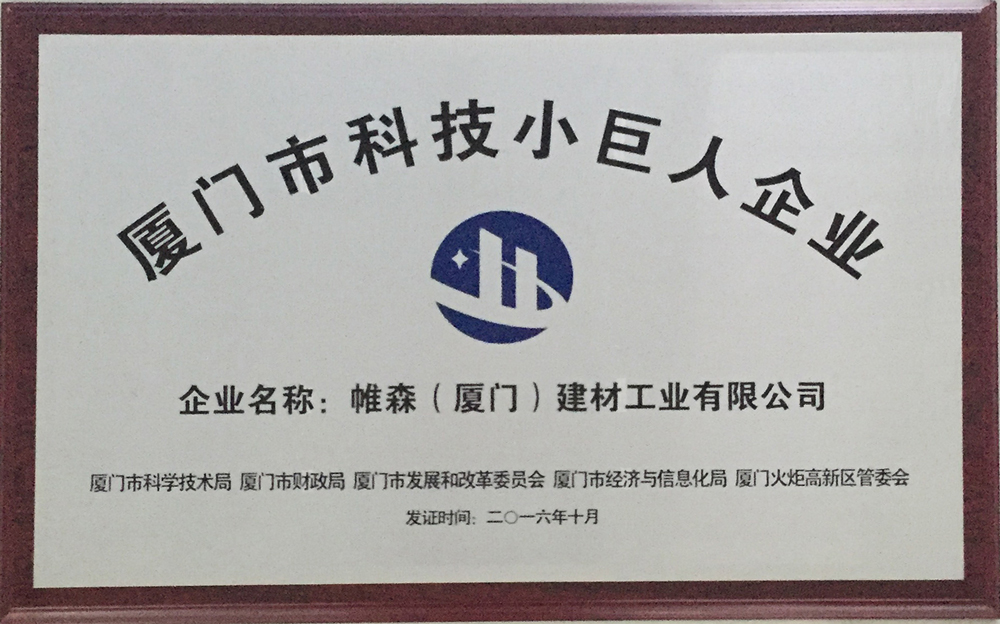 厦门市科技小巨人企业
企业名称：帷森（厦门）建材工业有限公司
厦门市科学技术局 厦门市财政局 厦门市发展和改革委员会 厦门市经济与信息化局 厦门火炬高新区管委会
发证时间：二〇一六年十月